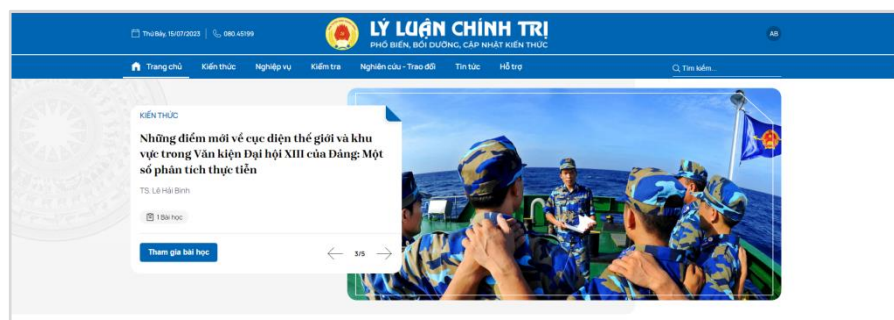 Thứ Bảy, 15/07/2023 | 080.45199
LÝ LUẬN CHÍNH TRỊ
PHỔ BIẾN, BỒI DƯỠNG, CẬP NHẬT KIẾN THỨC
AB
Trang chủ Kiến thức Nghiệp vụ Kiểm tra Nghiên cứu - Trao đổi Tin tức Hỗ trợ Tìm kiếm...
KIẾN THỨC
Những điểm mới về cục diện thế giới và khu
vực trong Văn kiện Đại hội XIII của Đảng: Một
số phân tích thực tiễn
TS. Lê Hải Bình
1 Bài học
Tham gia bài học
3/5